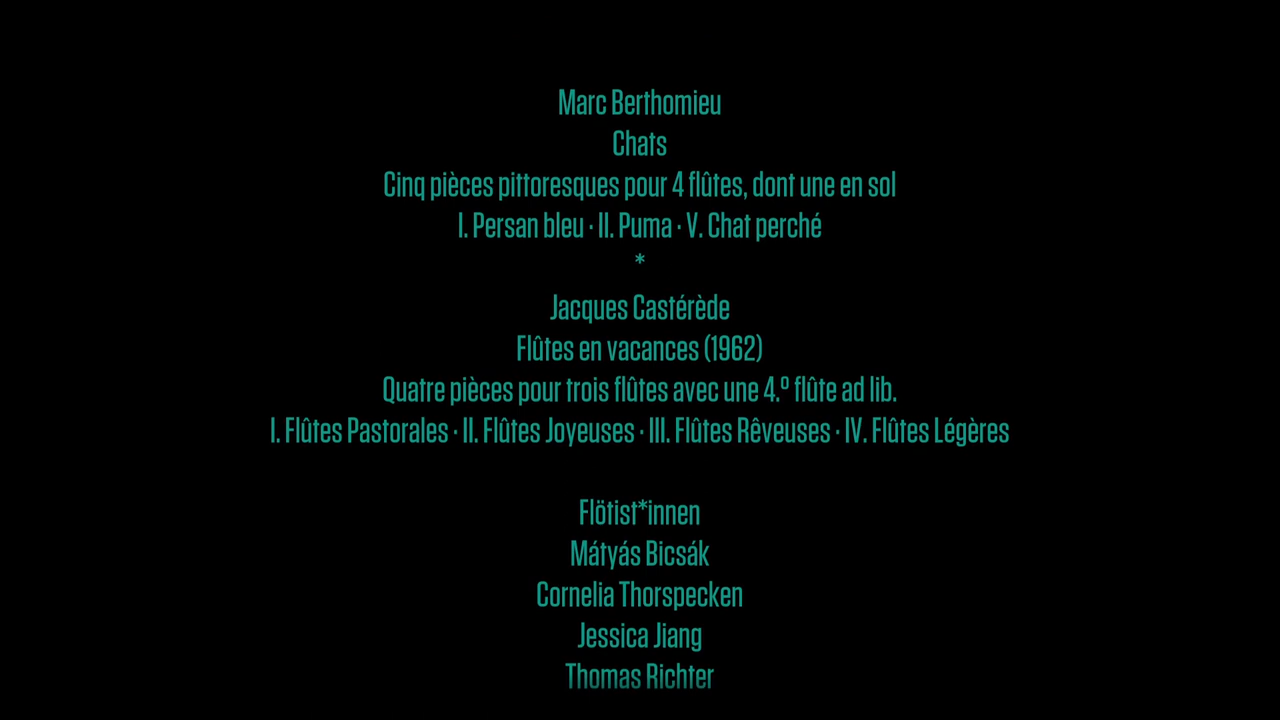 Marc Berthomieu
Chats
Cinq pièces pittoresques pour 4 flûtes, dont une en sol
I. Persan bleu · II. Puma · V. Chat perché
*
Jacques Castérède
Flûtes en vacances (1962)
Quatre pièces pour trois flûtes avec une 4.º flûte ad lib.
I. Flûtes Pastorales · II. Flûtes Joyeuses · III. Flûtes Rêveuses · IV. Flûtes Légères
Flötist*innen
Mátyás Bicsák
Cornelia Thorspecken
Jessica Jiang
Thomas Richter